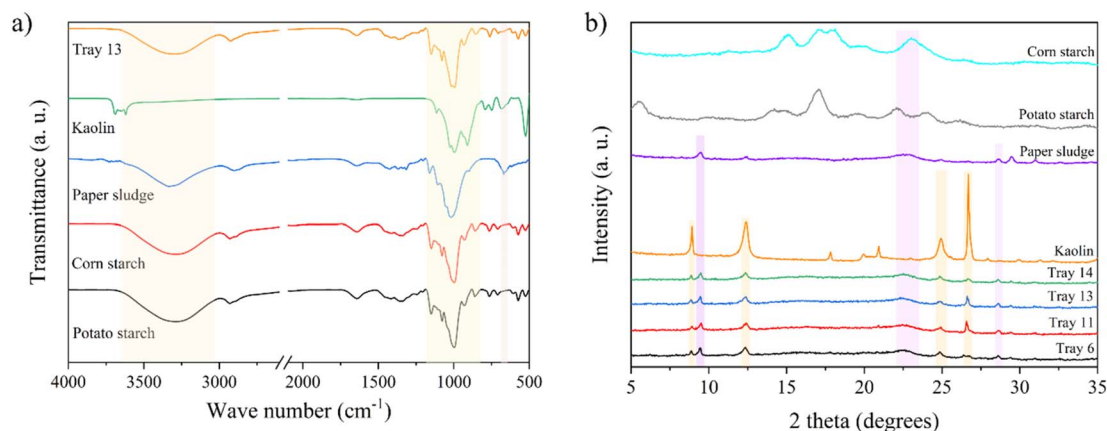 a)
Tray 13
Kaolin
Paper sludge
Corn starch
Potato starch
Transmittance (a. u.)
4000 3500 3000 2000 1500 1000 500
Wave number (cm⁻¹)
b)
Corn starch
Potato starch
Paper sludge
Kaolin
Tray 14
Tray 13
Tray 11
Tray 6
Intensity (a. u.)
5 10 15 20 25 30 35
2 theta (degrees)